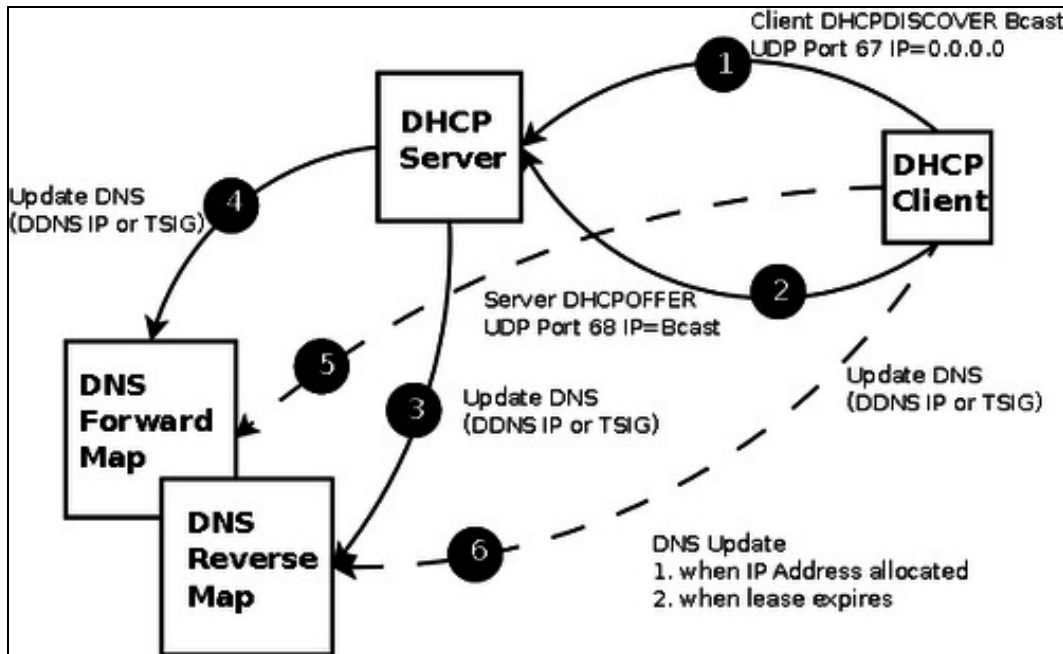 Client DHCPDISCOVER Bcast
UDP Port 67 IP=0.0.0.0
1
DHCP
Server
DHCP
Client
Update DNS
(DDNS IP or TSIG)
4
2
Server DHCPOFFER
UDP Port 68 IP=Bcast
5
DNS
Forward
Map
3
Update DNS
(DDNS IP or TSIG)
Update DNS
(DDNS IP or TSIG)
DNS
Reverse
Map
6
DNS Update
1. when IP Address allocated
2. when lease expires